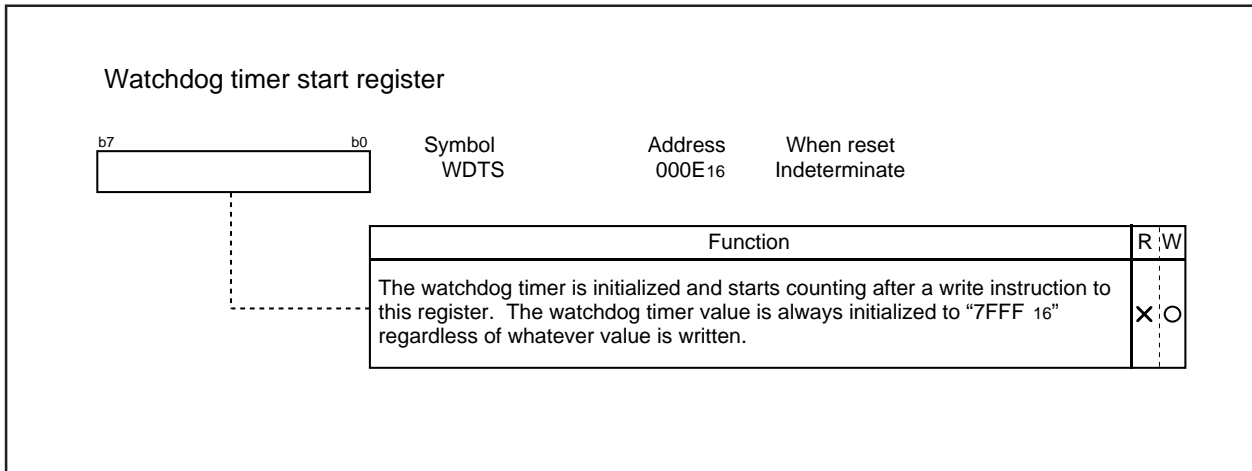 Watchdog timer start register
b7 b0 Symbol Address When reset
WDTS 000E16 Indeterminate
Function R W
The watchdog timer is initialized and starts counting after a write instruction to
this register. The watchdog timer value is always initialized to “7FFF 16”
regardless of whatever value is written.
X O